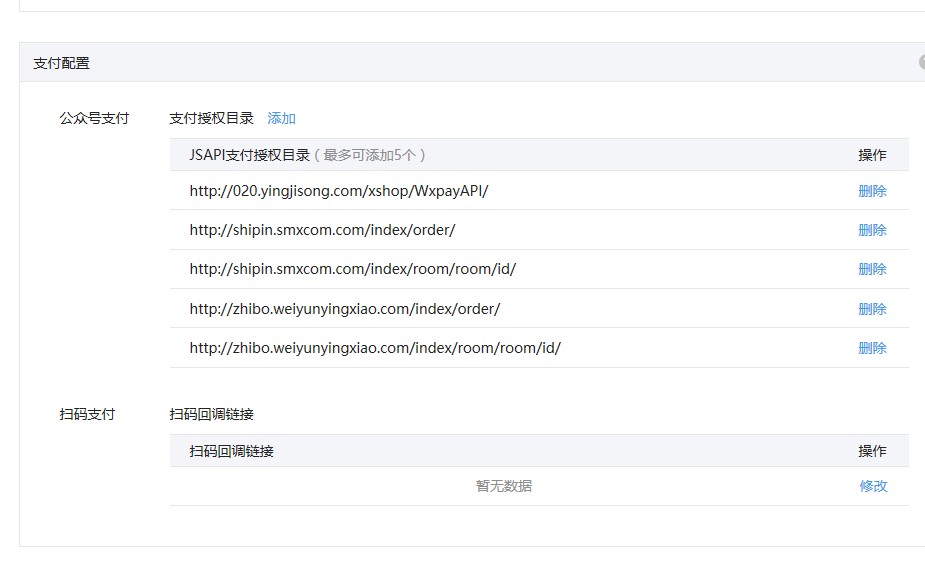 支付配置
公众号支付 支付授权目录 添加
JSAPI支付授权目录（最多可添加5个） 操作
http://020.yingjisong.com/xshop/WxpayAPI/ 删除
http://shipin.smxcom.com/index/order/ 删除
http://shipin.smxcom.com/index/room/room/id/ 删除
http://zhibo.weiyunyingxiao.com/index/order/ 删除
http://zhibo.weiyunyingxiao.com/index/room/room/id/ 删除
扫码支付 扫码回调链接
扫码回调链接 操作
暂无数据 修改